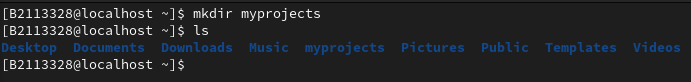 [B2113328@localhost ~]$ mkdir myprojects
[B2113328@localhost ~]$ ls
Desktop  Documents  Downloads  Music  myprojects  Pictures  Public  Templates  Videos
[B2113328@localhost ~]$